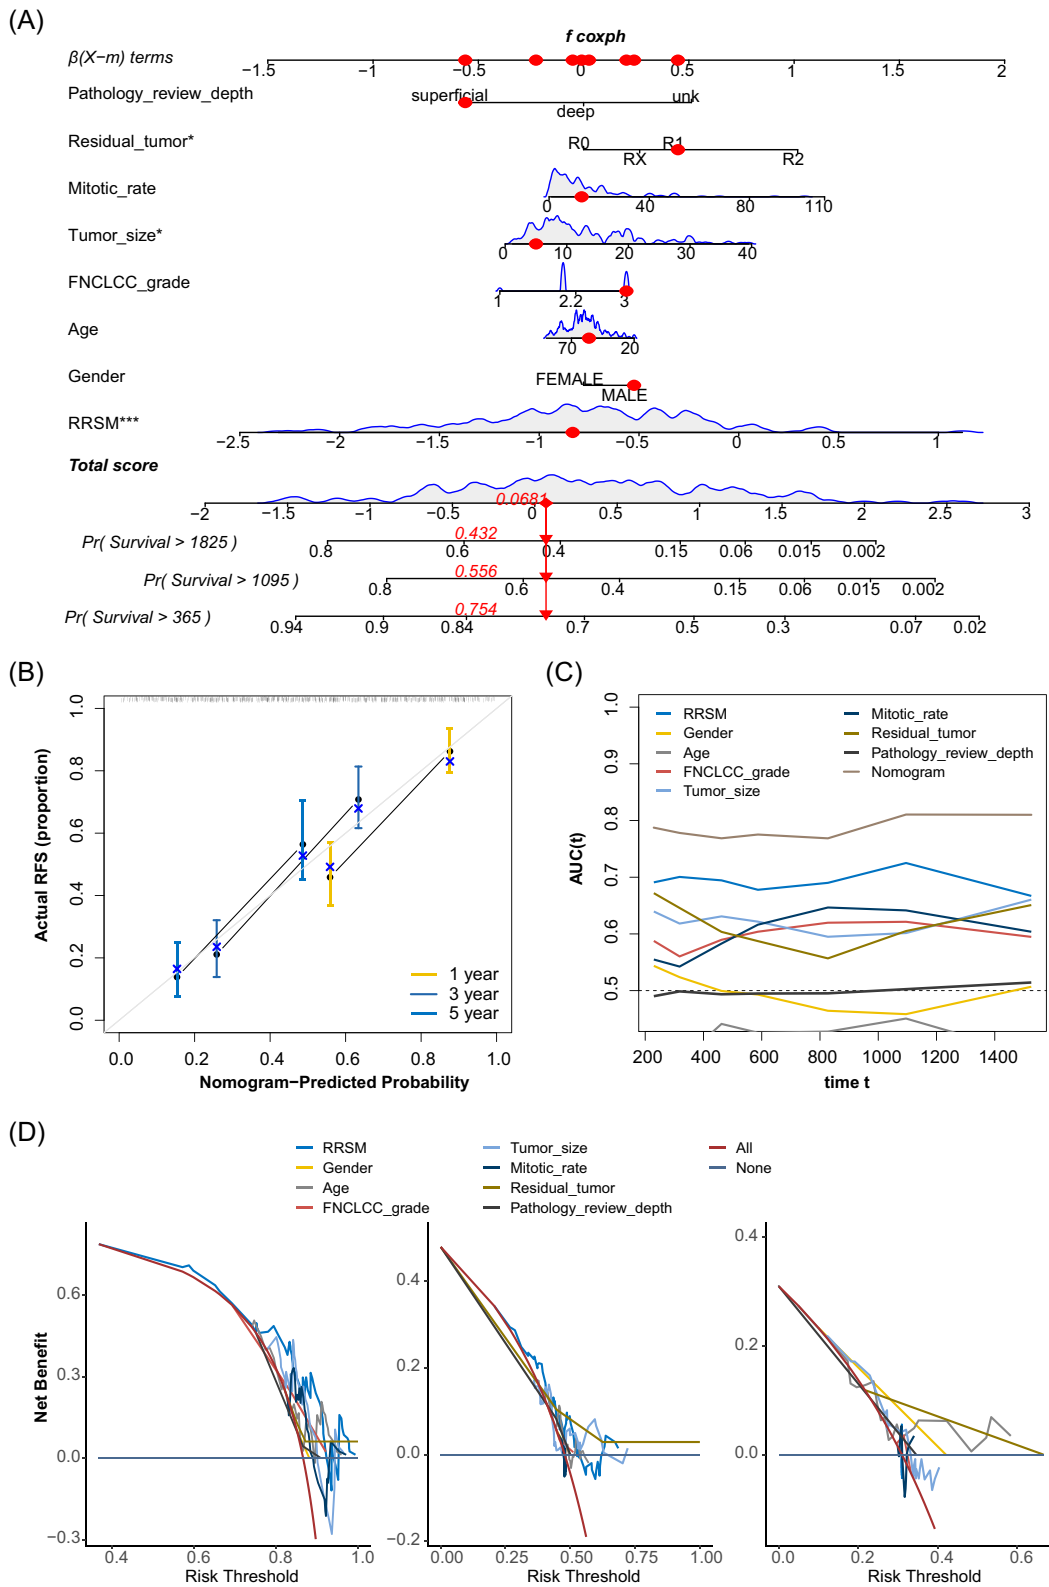 (A)
f coxph
β(X−m) terms
−1.5 −1 −0.5 0 0.5 1 1.5 2
Pathology_review_depth
superficial deep unk
Residual_tumor*
R0 RX R1 R2
Mitotic_rate
0 40 80 110
Tumor_size*
0 10 20 30 40
FNCLCC_grade
1 2.2 3
Age
70 20
Gender
FEMALE
MALE
RRSM***
−2.5 −2 −1.5 −1 −0.5 0 0.5 1
Total score
0.0681
−2 −1.5 −1 −0.5 0 0.5 1 1.5 2 2.5 3
Pr( Survival > 1825 )
0.432
0.8 0.6 0.4 0.15 0.06 0.015 0.002
Pr( Survival > 1095 )
0.556
0.8 0.6 0.4 0.15 0.06 0.015 0.002
Pr( Survival > 365 )
0.754
0.94 0.9 0.84 0.7 0.5 0.3 0.07 0.02
(B)
Actual RFS (proportion)
0.0 0.2 0.4 0.6 0.8 1.0
1 year
3 year
5 year
0.0 0.2 0.4 0.6 0.8 1.0
Nomogram−Predicted Probability
(C)
AUC(t)
0.5 0.6 0.7 0.8 0.9 1.0
RRSM
Gender
Age
FNCLCC_grade
Tumor_size
Mitotic_rate
Residual_tumor
Pathology_review_depth
Nomogram
200 400 600 800 1000 1200 1400
time t
(D)
RRSM
Gender
Age
FNCLCC_grade
Tumor_size
Mitotic_rate
Residual_tumor
Pathology_review_depth
All
None
Net Benefit
0.6
0.3
0.0
−0.3
0.4 0.6 0.8 1.0
Risk Threshold
0.4
0.2
0.0
−0.2
0.00 0.25 0.50 0.75 1.00
Risk Threshold
0.4
0.2
0.0
0.0 0.2 0.4 0.6
Risk Threshold